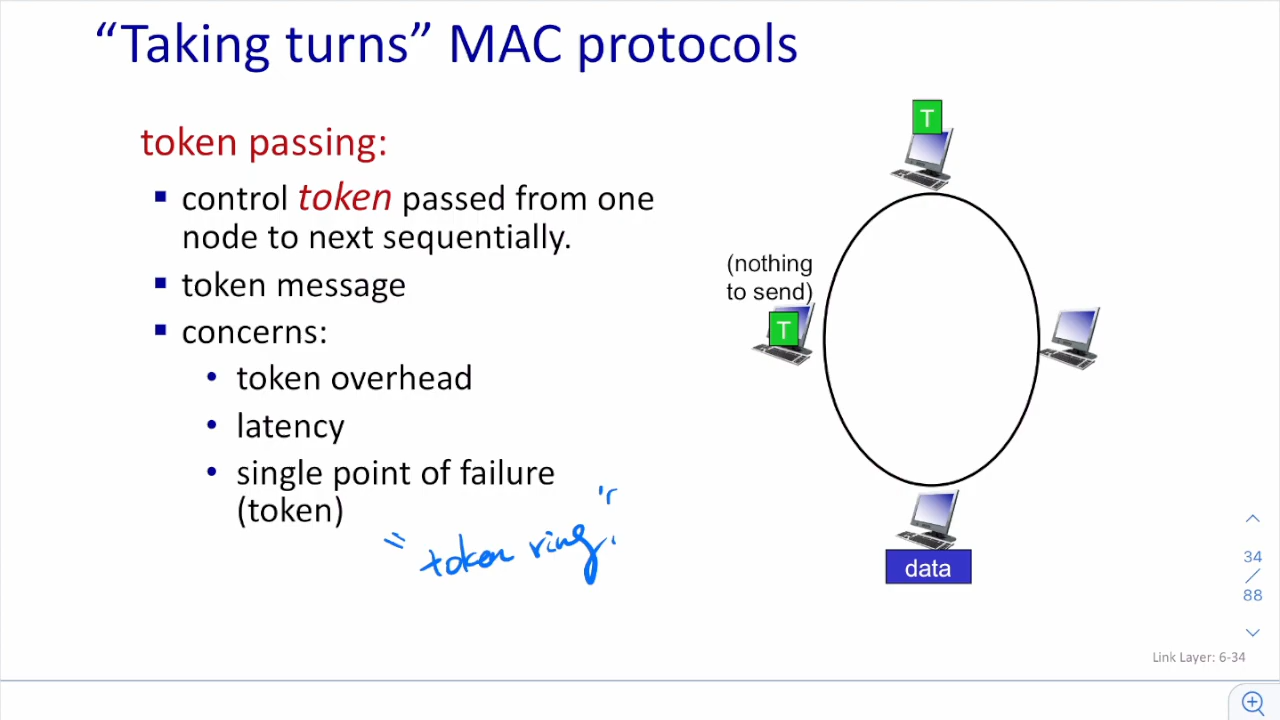 “Taking turns” MAC protocols
token passing:
▪ control token passed from one
node to next sequentially.
▪ token message
▪ concerns:
• token overhead
• latency
• single point of failure
(token)
"token ring."
T
(nothing
to send)
T
data
34
/
88
Link Layer: 6-34